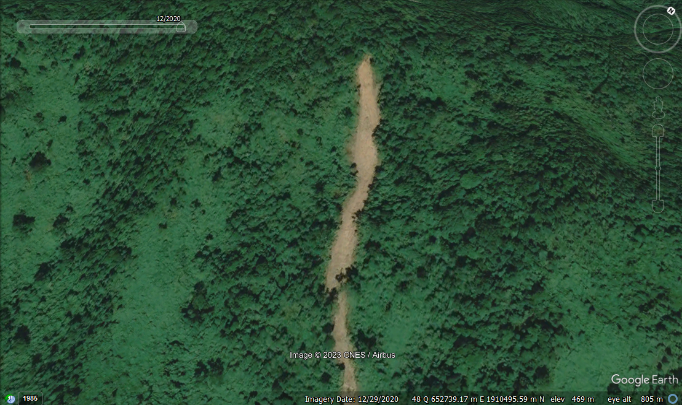 12/2020
N
Image © 2023 CNES / Airbus
Google Earth
1985
Imagery Date: 12/29/2020 48 Q 652739.17 m E 1910495.59 m N elev 469 m eye alt 805 m